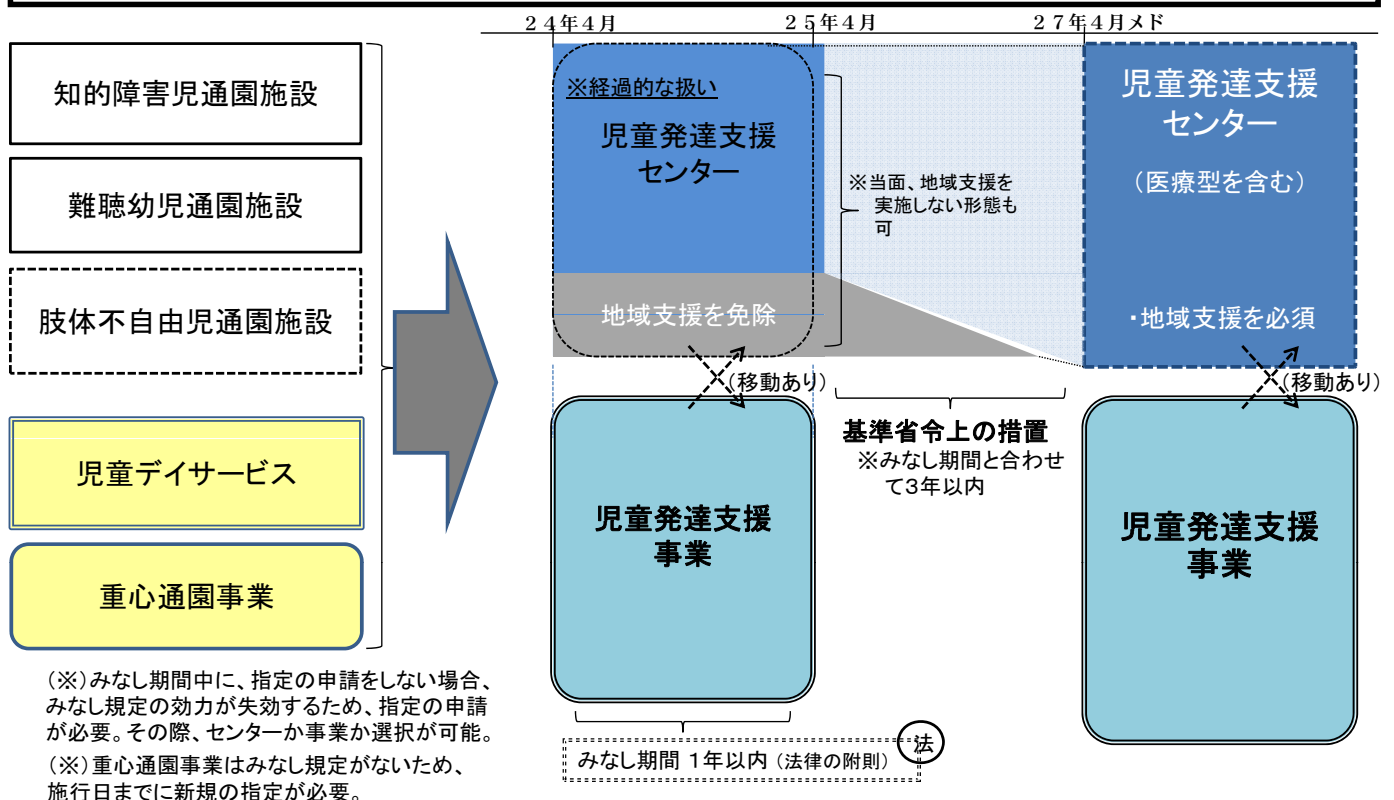 ２４年４月
２５年４月
２７年４月メド
知的障害児通園施設
難聴幼児通園施設
肢体不自由児通園施設
児童デイサービス
重心通園事業
(※)みなし期間中に、指定の申請をしない場合、
みなし規定の効力が失効するため、指定の申請
が必要。その際、センターか事業か選択が可能。
(※)重心通園事業はみなし規定がないため、
施行日までに新規の指定が必要。
※経過的な扱い
児童発達支援
センター
地域支援を免除
※当面、地域支援を
実施しない形態も
可
(移動あり)
児童発達支援
事業
みなし期間 1年以内 (法律の附則)
法
基準省令上の措置
※みなし期間と合わせ
て3年以内
児童発達支援
センター
(医療型を含む)
・地域支援を必須
(移動あり)
児童発達支援
事業